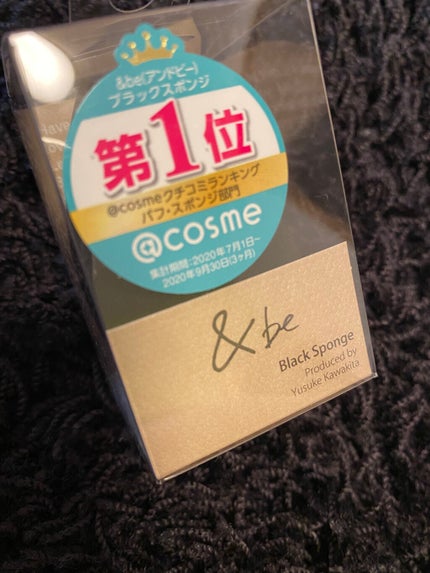 &be(アンドビー)
ブラックスポンジ
第1位
@cosmeクチコミランキング
パフ・スポンジ部門
@cosme
集計期間:2020年7月1日~
2020年9月30日(3ヶ月)
&be
Black Sponge
Produced by
Yusuke Kawakita